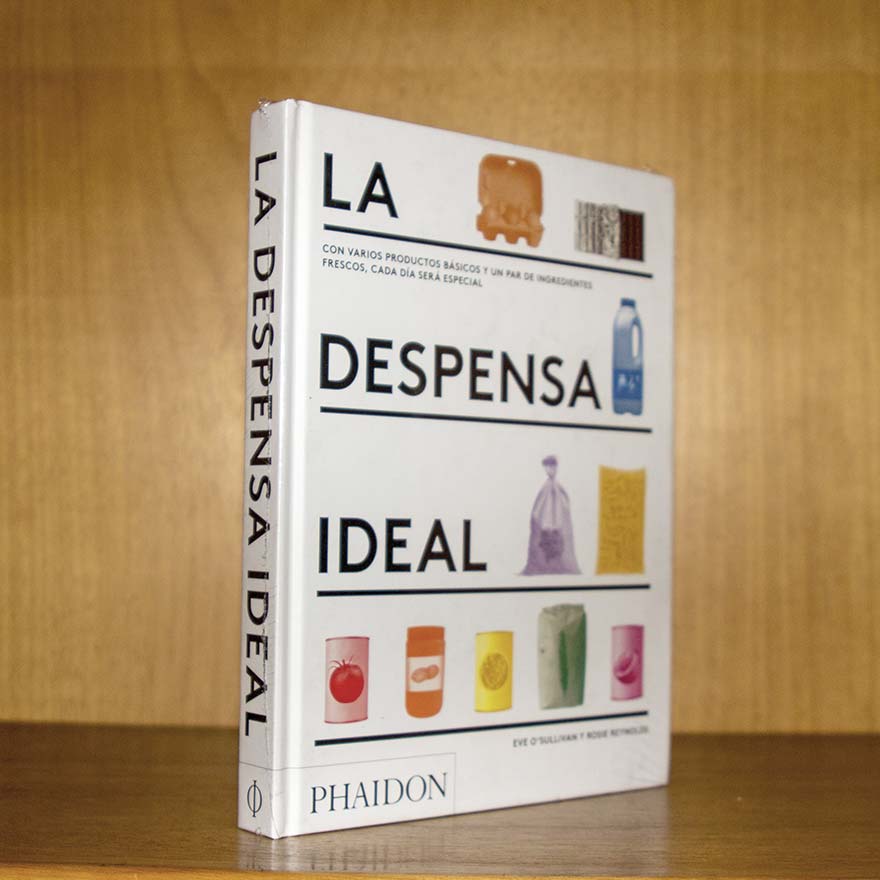 LA DESPENSA IDEAL
LA
CON VARIOS PRODUCTOS BÁSICOS Y UN PAR DE INGREDIENTES
FRESCOS, CADA DÍA SERÁ ESPECIAL
DESPENSA
IDEAL
EVE O'SULLIVAN Y ROSIE REYNOLDS
PHAIDON